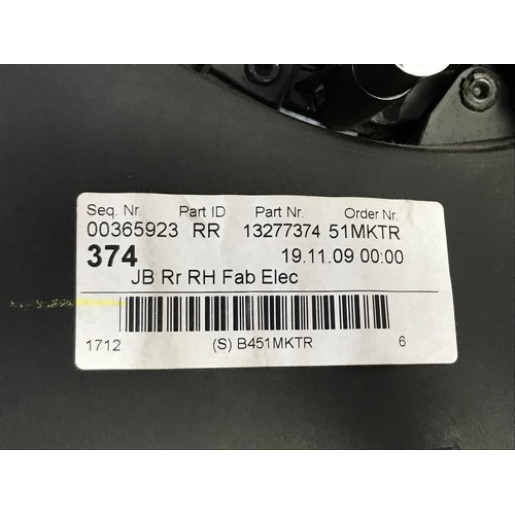 Seq. Nr. Part ID Part Nr. Order Nr.
00365923 RR 13277374 51MKTR
374 19.11.09 00:00
JB Rr RH Fab Elec
1712 (S) B451MKTR 6